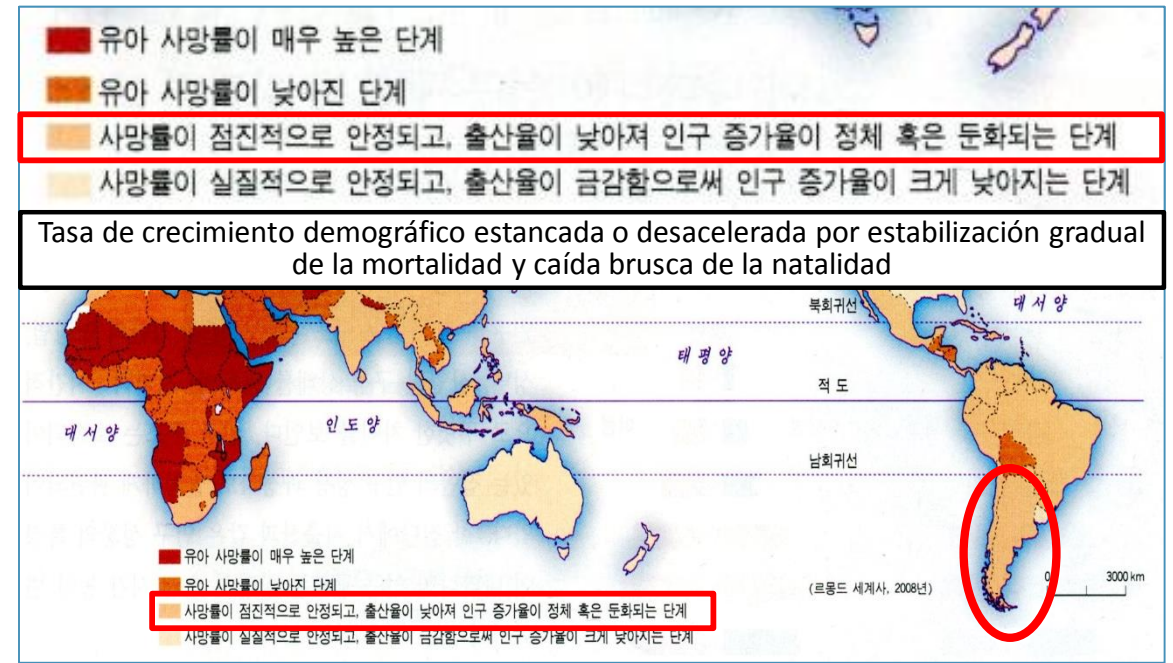 유아 사망률이 매우 높은 단계
유아 사망률이 낮아진 단계
사망률이 점진적으로 안정되고, 출산율이 낮아져 인구 증가율이 정체 혹은 둔화되는 단계
사망률이 실질적으로 안정되고, 출산율이 급감함으로써 인구 증가율이 크게 낮아지는 단계
Tasa de crecimiento demográfico estancada o desacelerada por estabilización gradual
de la mortalidad y caída brusca de la natalidad
북회귀선
대서양
태평양
적도
대서양
인도양
남회귀선
유아 사망률이 매우 높은 단계
유아 사망률이 낮아진 단계
사망률이 점진적으로 안정되고, 출산율이 낮아져 인구 증가율이 정체 혹은 둔화되는 단계
사망률이 실질적으로 안정되고, 출산율이 급감함으로써 인구 증가율이 크게 낮아지는 단계
(르몽드 세계사, 2008년)
0 3000 km